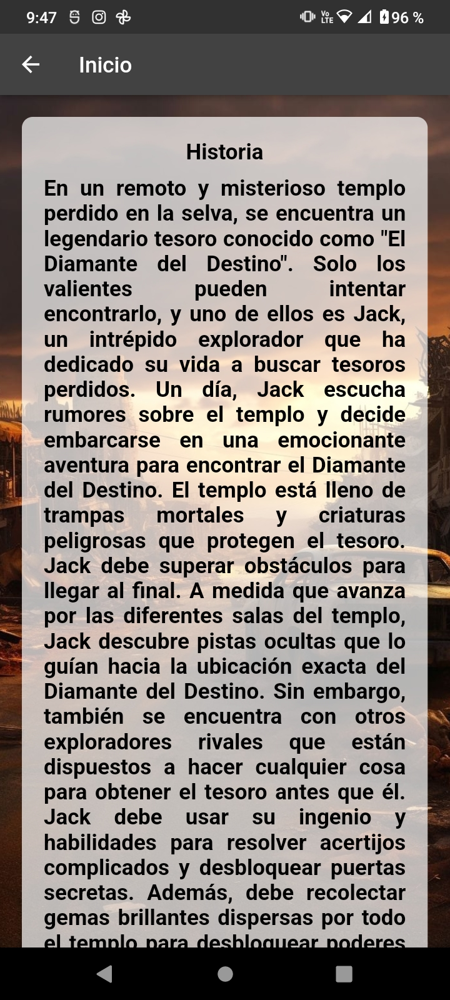 9:47
Vo LTE
96 %
Inicio
Historia
En un remoto y misterioso templo
perdido en la selva, se encuentra un
legendario tesoro conocido como "El
Diamante del Destino". Solo los
valientes pueden intentar
encontrarlo, y uno de ellos es Jack,
un intrépido explorador que ha
dedicado su vida a buscar tesoros
perdidos. Un día, Jack escucha
rumores sobre el templo y decide
embarcarse en una emocionante
aventura para encontrar el Diamante
del Destino. El templo está lleno de
trampas mortales y criaturas
peligrosas que protegen el tesoro.
Jack debe superar obstáculos para
llegar al final. A medida que avanza
por las diferentes salas del templo,
Jack descubre pistas ocultas que lo
guían hacia la ubicación exacta del
Diamante del Destino. Sin embargo,
también se encuentra con otros
exploradores rivales que están
dispuestos a hacer cualquier cosa
para obtener el tesoro antes que él.
Jack debe usar su ingenio y
habilidades para resolver acertijos
complicados y desbloquear puertas
secretas. Además, debe recolectar
gemas brillantes dispersas por todo
el templo para desbloquear poderes